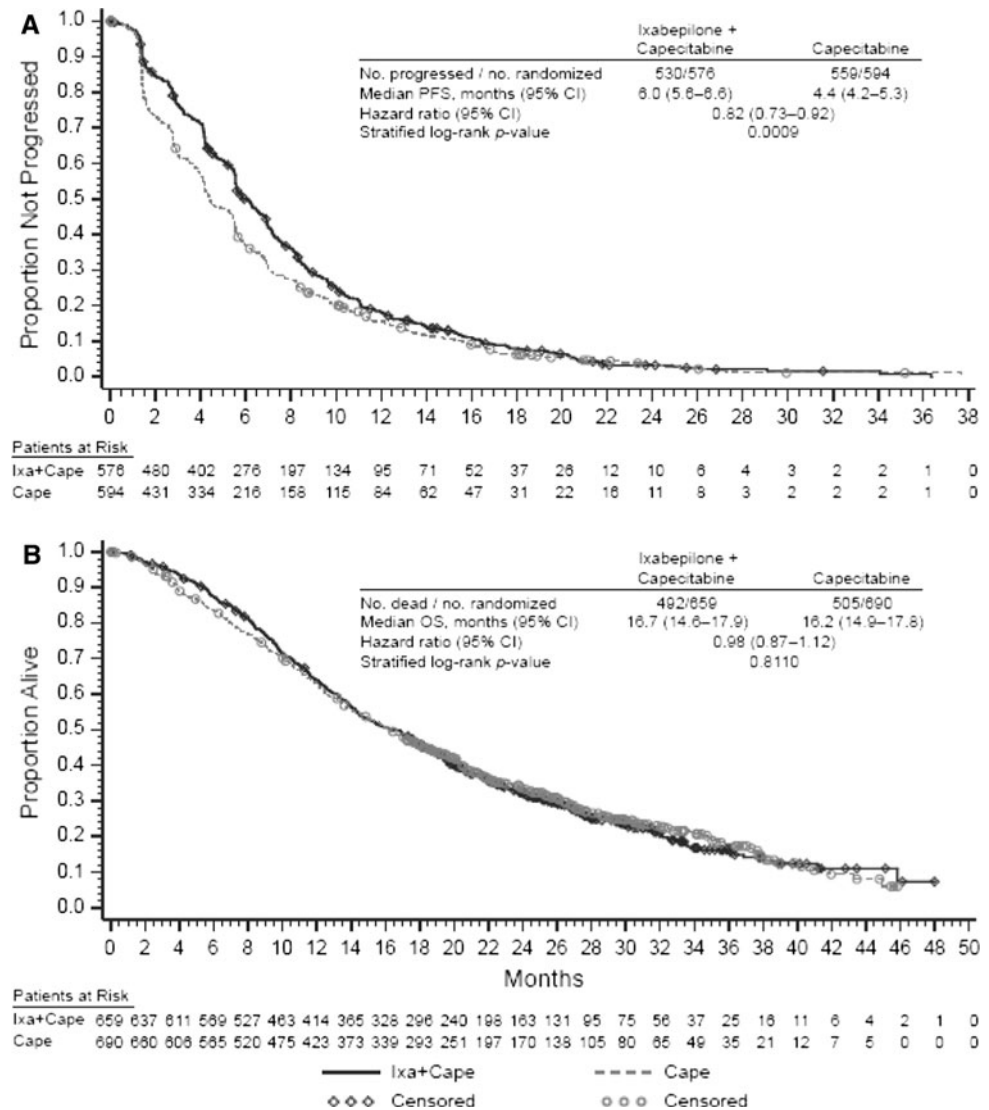 A
Ixabepilone +
Capecitabine Capecitabine
No. progressed / no. randomized 530/576 559/594
Median PFS, months (95% CI) 6.0 (5.6–6.6) 4.4 (4.2–5.3)
Hazard ratio (95% CI) 0.82 (0.73–0.92)
Stratified log-rank p-value 0.0009
Proportion Not Progressed
1.0
0.9
0.8
0.7
0.6
0.5
0.4
0.3
0.2
0.1
0.0
0 2 4 6 8 10 12 14 16 18 20 22 24 26 28 30 32 34 36 38
Patients at Risk
Ixa+Cape 576 480 402 276 197 134 95 71 52 37 26 12 10 6 4 3 2 2 1 0
Cape 594 431 334 216 158 115 84 62 47 31 22 16 11 8 3 2 2 2 1 0
B
Ixabepilone +
Capecitabine Capecitabine
No. dead / no. randomized 492/659 505/690
Median OS, months (95% CI) 16.7 (14.6–17.9) 16.2 (14.9–17.8)
Hazard ratio (95% CI) 0.98 (0.87–1.12)
Stratified log-rank p-value 0.8110
Proportion Alive
1.0
0.9
0.8
0.7
0.6
0.5
0.4
0.3
0.2
0.1
0.0
0 2 4 6 8 10 12 14 16 18 20 22 24 26 28 30 32 34 36 38 40 42 44 46 48 50
Months
Patients at Risk
Ixa+Cape 659 637 611 569 527 463 414 365 328 296 240 198 163 131 95 75 56 37 25 16 11 6 4 2 1 0
Cape 690 660 606 565 520 475 423 373 339 293 251 197 170 138 105 80 65 49 35 21 12 7 5 0 0 0
Ixa+Cape Cape
Censored Censored